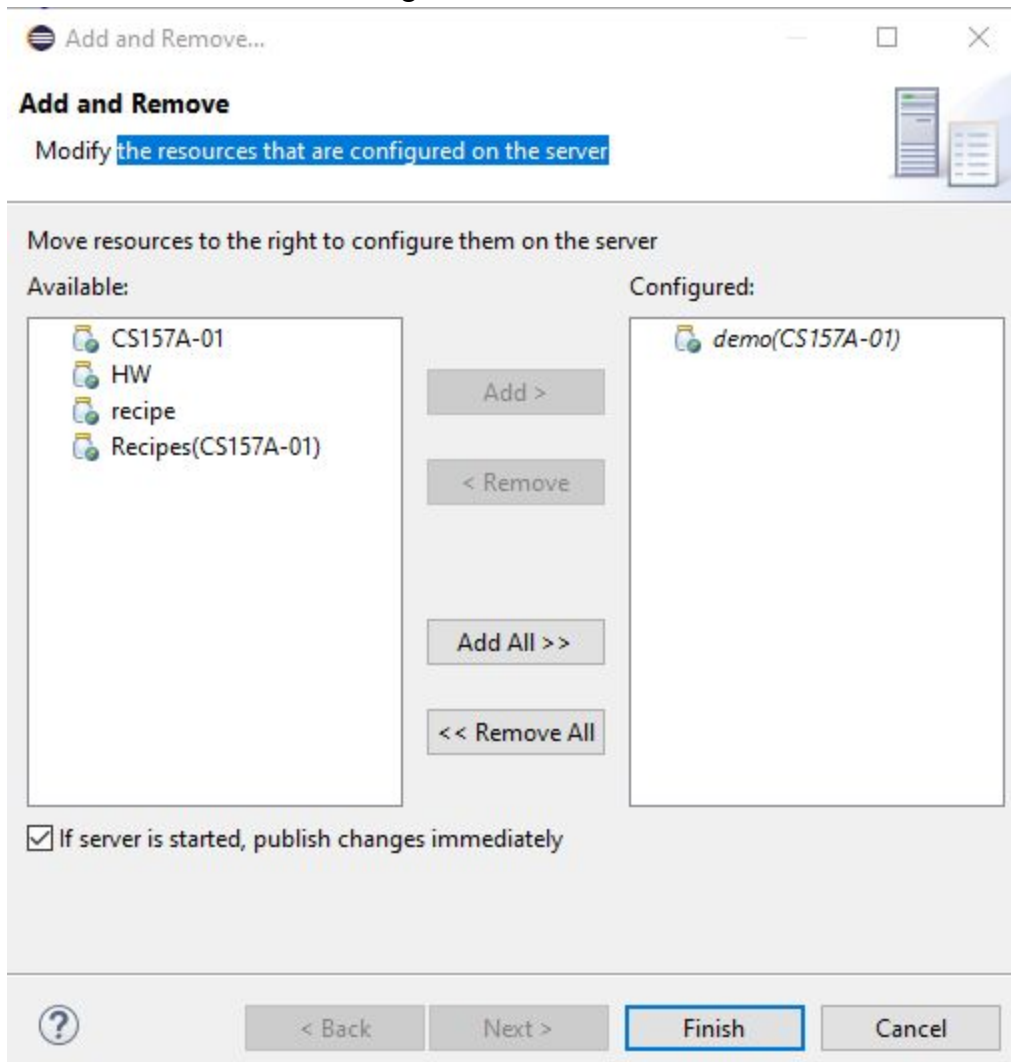 Add and Remove...
Add and Remove
Modify the resources that are configured on the server
Move resources to the right to configure them on the server
Available:
Configured:
CS157A-01
HW
recipe
Recipes(CS157A-01)
Add >
< Remove
Add All >>
<< Remove All
demo(CS157A-01)
If server is started, publish changes immediately
?
< Back
Next >
Finish
Cancel